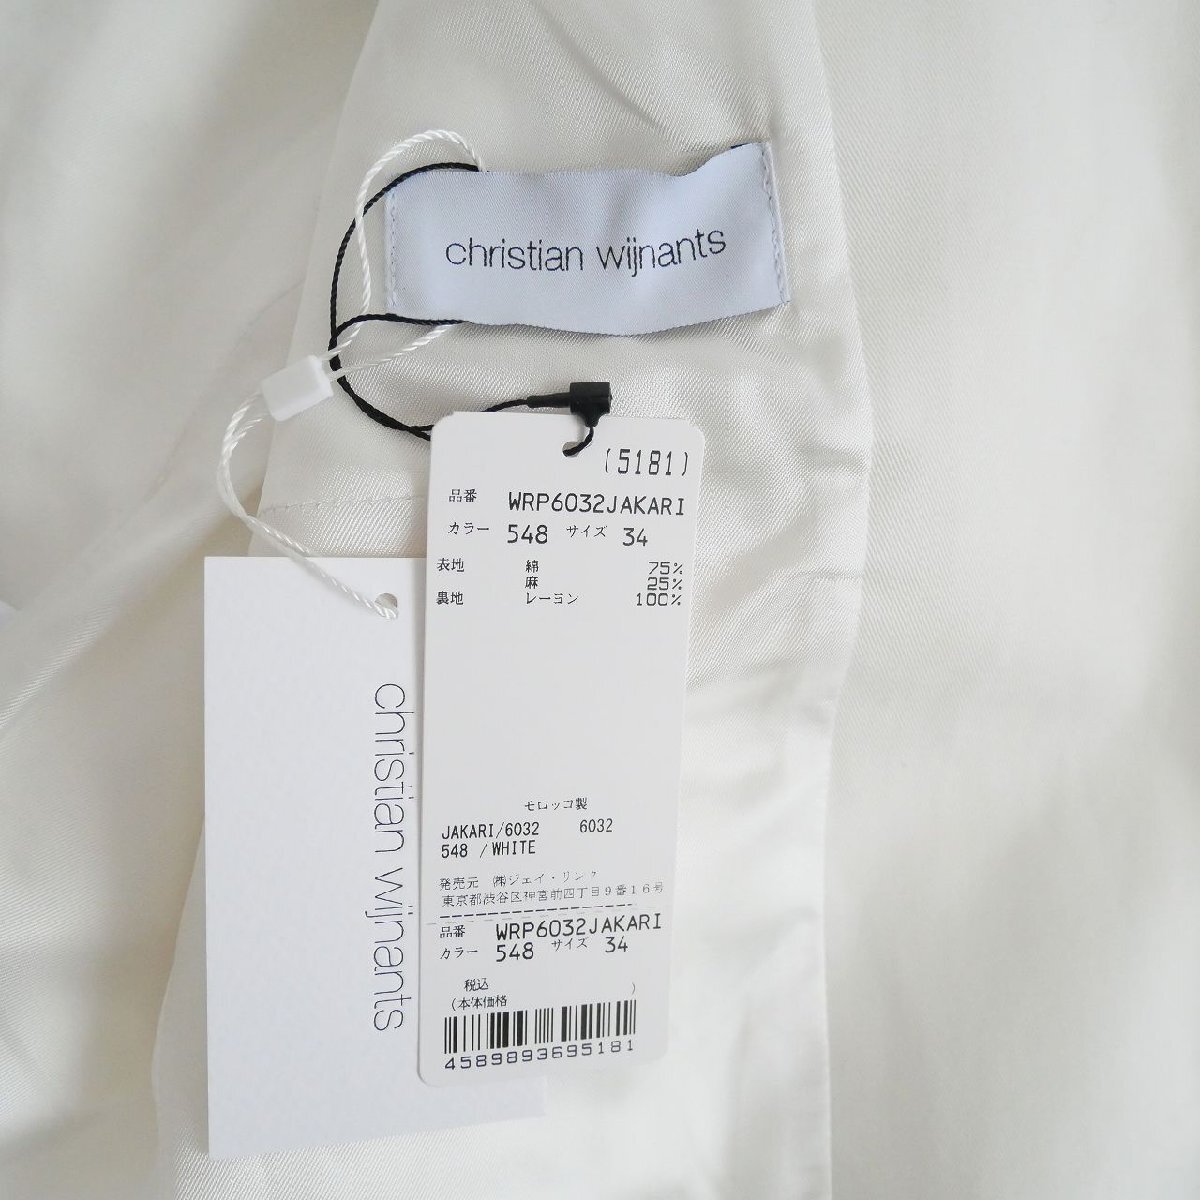 christian wijnants
(5181)
品番 WRP6032JAKARI
カラー 548 サイズ 34
表地 綿 75%
麻 25%
裏地 レーヨン 100%
christian wijnants
モロッコ製
JAKARI/6032 6032
548 /WHITE
発売元 ㈱ジェイ・リンク
東京都渋谷区神宮前四丁目9番16号
品番 WRP6032JAKARI
カラー 548 サイズ 34
税込
(本体価格 )
4589893695181